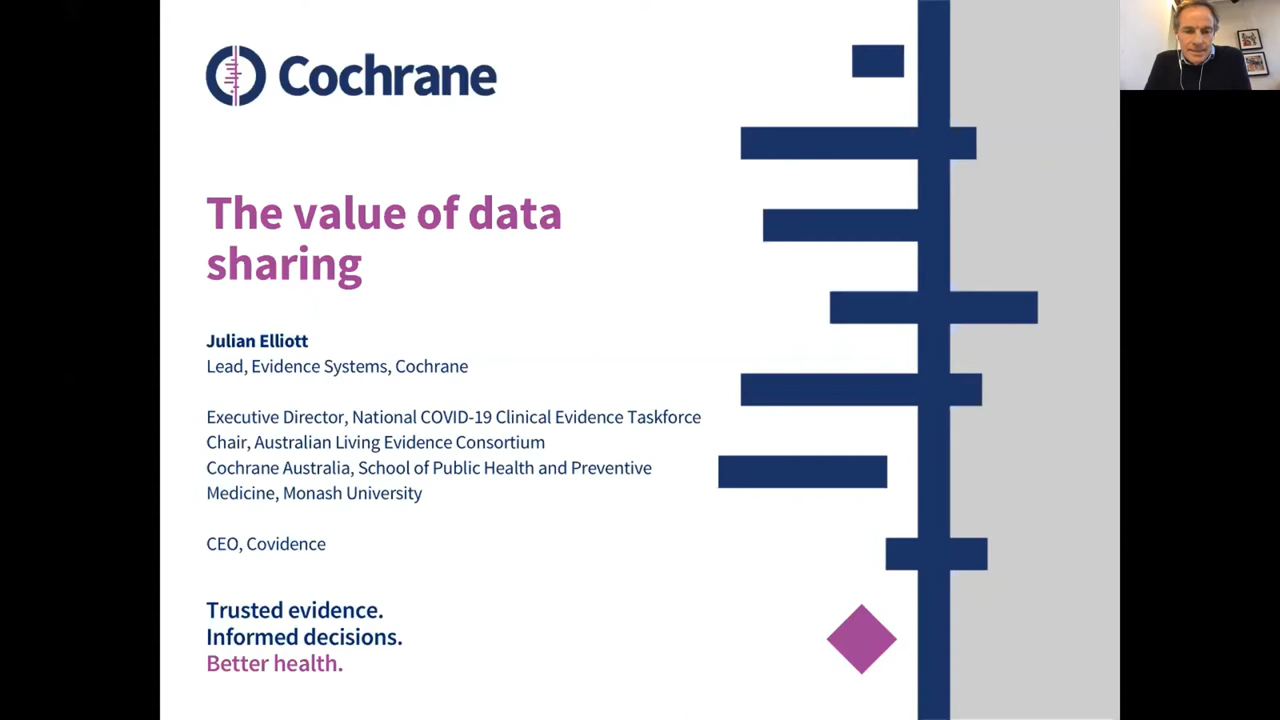 Cochrane
The value of data
sharing
Julian Elliott
Lead, Evidence Systems, Cochrane
Executive Director, National COVID-19 Clinical Evidence Taskforce
Chair, Australian Living Evidence Consortium
Cochrane Australia, School of Public Health and Preventive
Medicine, Monash University
CEO, Covidence
Trusted evidence.
Informed decisions.
Better health.